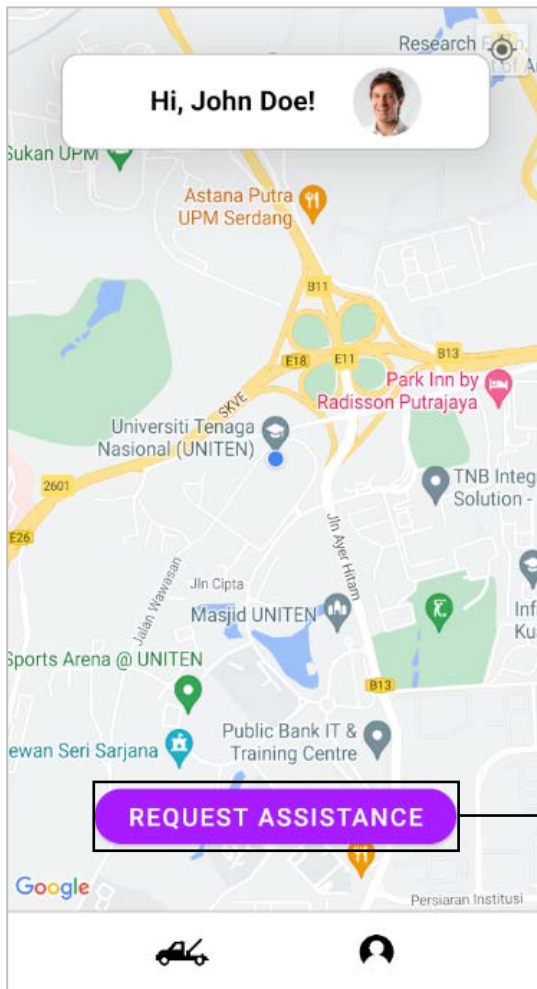 Research
Hi, John Doe!
Sukan UPM
Astana Putra
UPM Serdang
B11
E18
E11
B13
SKVE
Park Inn by
Radisson Putrajaya
Universiti Tenaga
Nasional (UNITEN)
2601
TNB Integ
Solution -
E26
Jln Ayer Hitam
Jalan Wawasan
Jln Cipta
Masjid UNITEN
Inf
Ku
Sports Arena @ UNITEN
B13
Public Bank IT &
Training Centre
ewan Seri Sarjana
REQUEST ASSISTANCE
Google
Persiaran Institusi